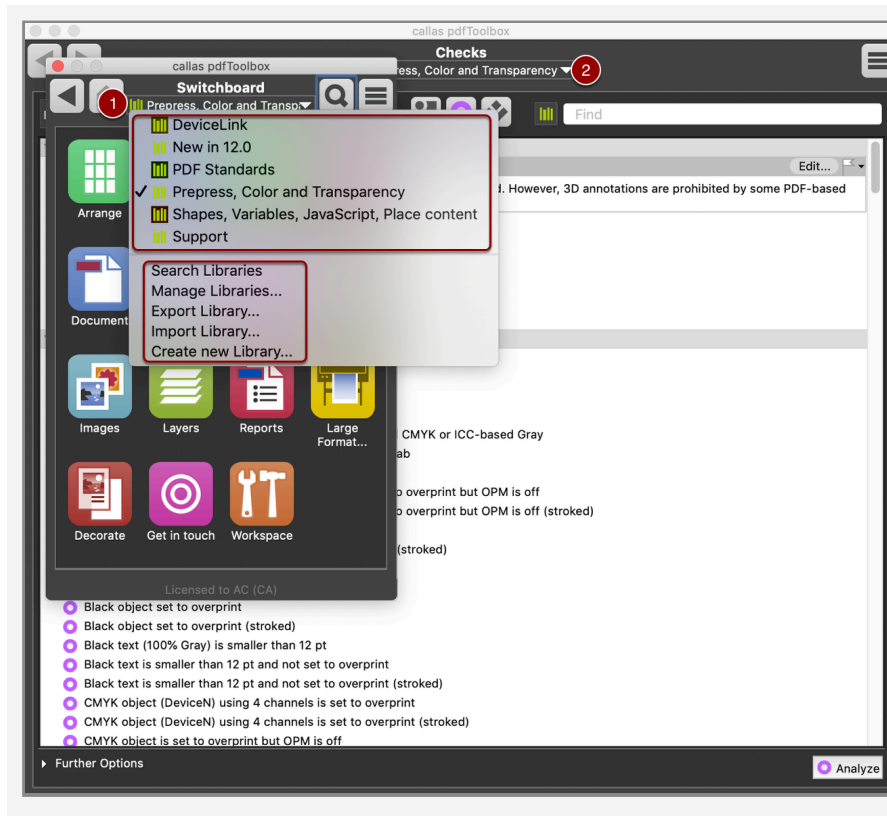 callas pdfToolbox
Checks
ress, Color and Transparency
2
callas pdfToolbox
Switchboard
1
Prepress, Color and Transp
Find
DeviceLink
New in 12.0
PDF Standards
Prepress, Color and Transparency
Shapes, Variables, JavaScript, Place content
Support
Search Libraries
Manage Libraries...
Export Library...
Import Library...
Create new Library...
Edit...
. However, 3D annotations are prohibited by some PDF-based
Arrange
Document
Images
Layers
Reports
Large
Format...
Decorate
Get in touch
Workspace
Licensed to AC (CA)
CMYK or ICC-based Gray
ab
o overprint but OPM is off
o overprint but OPM is off (stroked)
(stroked)
Black object set to overprint
Black object set to overprint (stroked)
Black text (100% Gray) is smaller than 12 pt
Black text is smaller than 12 pt and not set to overprint
Black text is smaller than 12 pt and not set to overprint (stroked)
CMYK object (DeviceN) using 4 channels is set to overprint
CMYK object (DeviceN) using 4 channels is set to overprint (stroked)
CMYK object is set to overprint but OPM is off
Further Options
Analyze